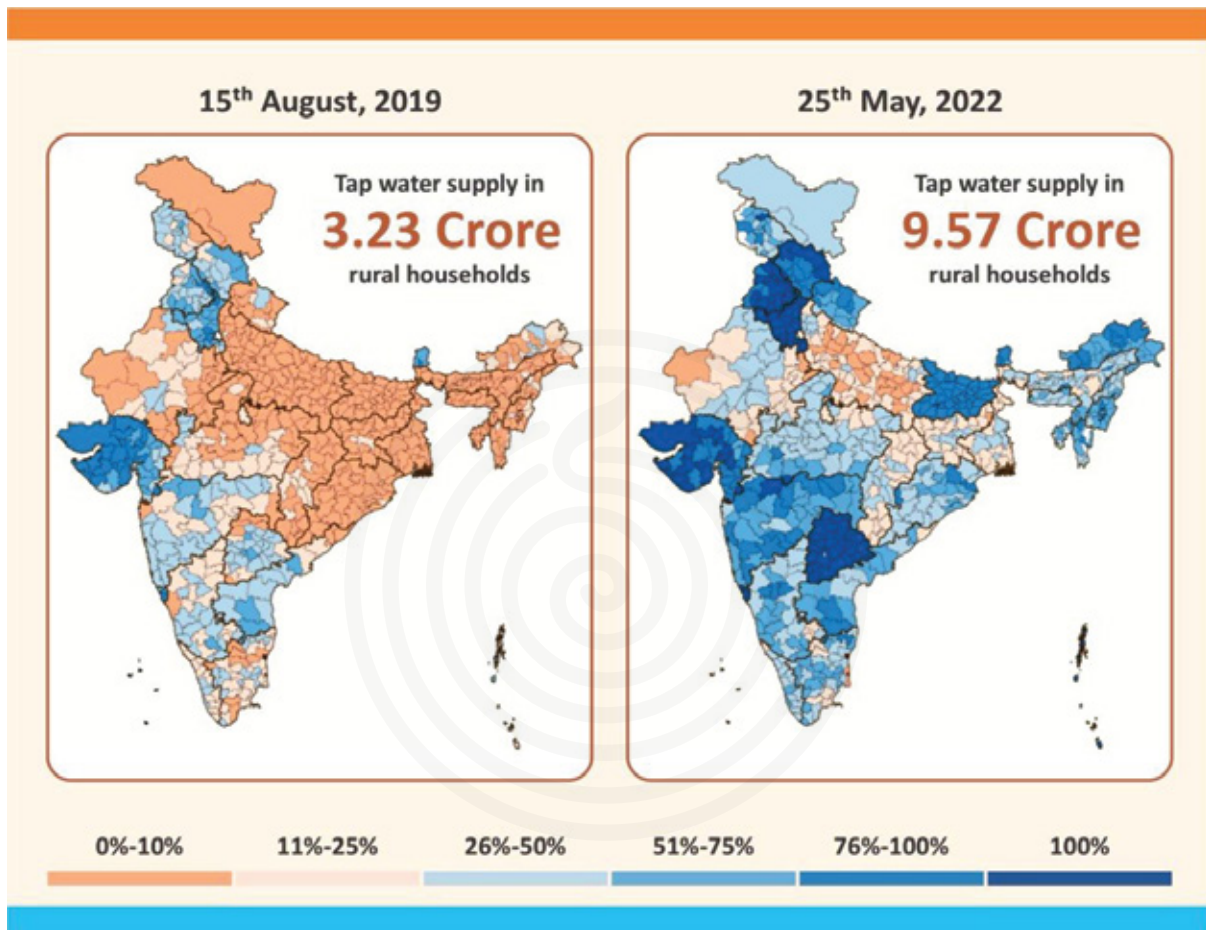 15th August, 2019
Tap water supply in
3.23 Crore
rural households
25th May, 2022
Tap water supply in
9.57 Crore
rural households
0%-10% 11%-25% 26%-50% 51%-75% 76%-100% 100%